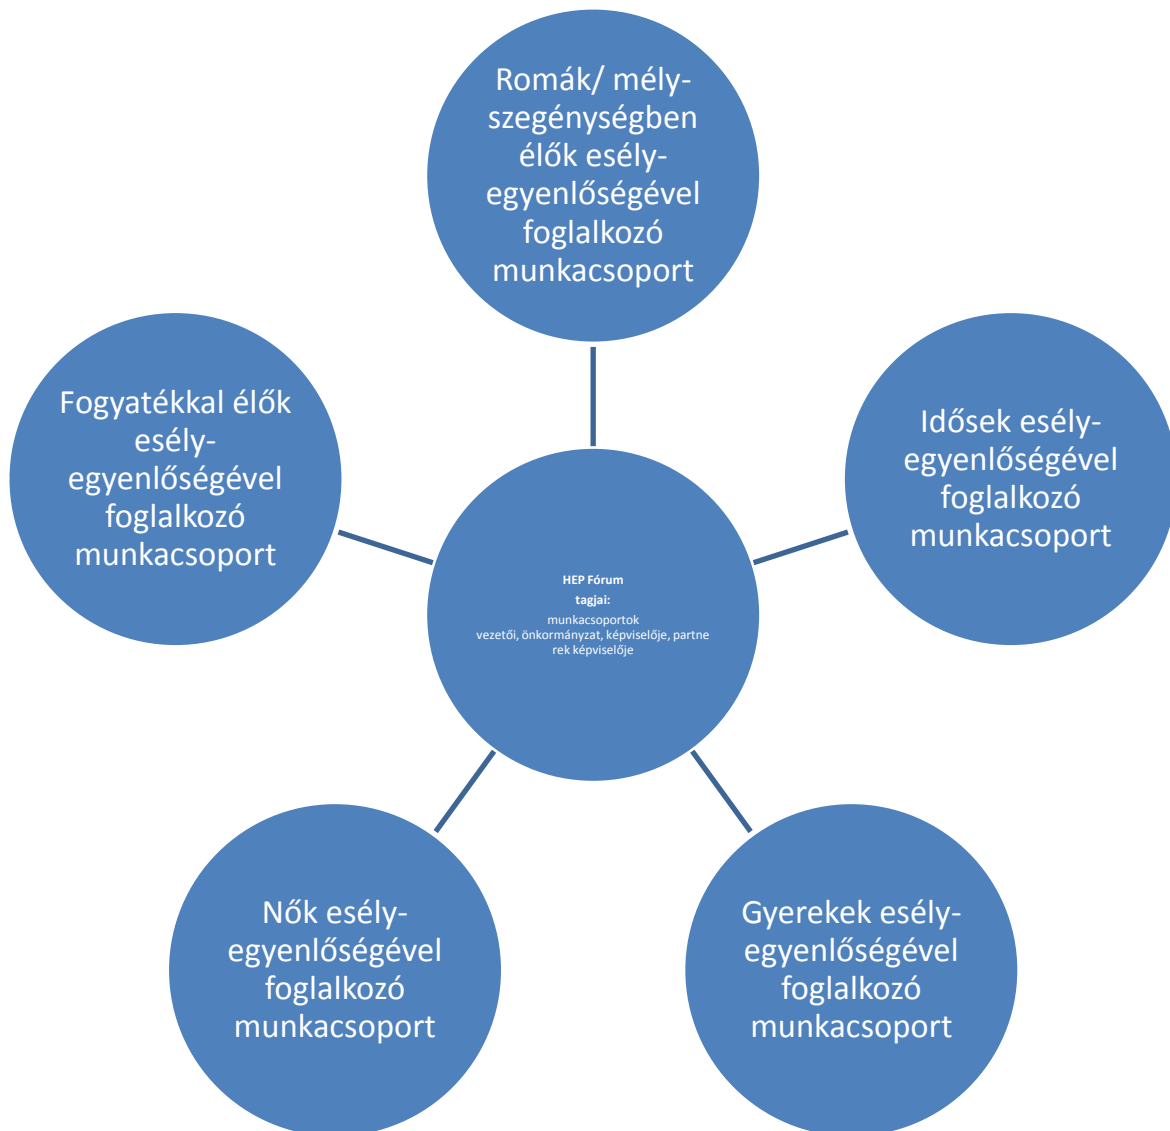 Romák/ mély-
szegénységben
élők esély-
egyenlőségével
foglalkozó
munkacsoport
Fogyatékkal élők
esély-
egyenlőségével
foglalkozó
munkacsoport
Idősek esély-
egyenlőségével
foglalkozó
munkacsoport
HEP Fórum
tagjai:
munkacsoportok
vezetői, önkormányzat, képviselője, partne
rek képviselője
Nők esély-
egyenlőségével
foglalkozó
munkacsoport
Gyerekek esély-
egyenlőségével
foglalkozó
munkacsoport